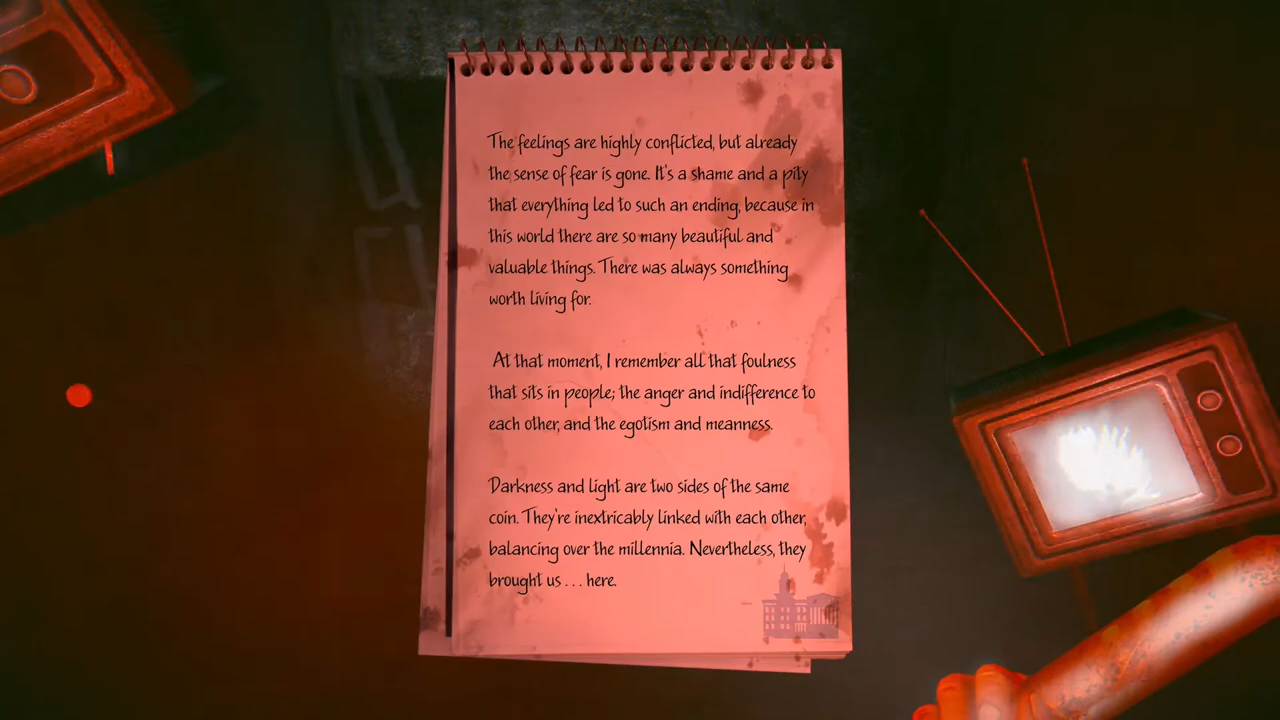 The feelings are highly conflicted, but already
the sense of fear is gone. It's a shame and a pity
that everything led to such an ending, because in
this world there are so many beautiful and
valuable things. There was always something
worth living for.
At that moment, I remember all that foulness
that sits in people; the anger and indifference to
each other, and the egotism and meanness.
Darkness and light are two sides of the same
coin. They're inextricably linked with each other,
balancing over the millennia. Nevertheless, they
brought us . . . here.